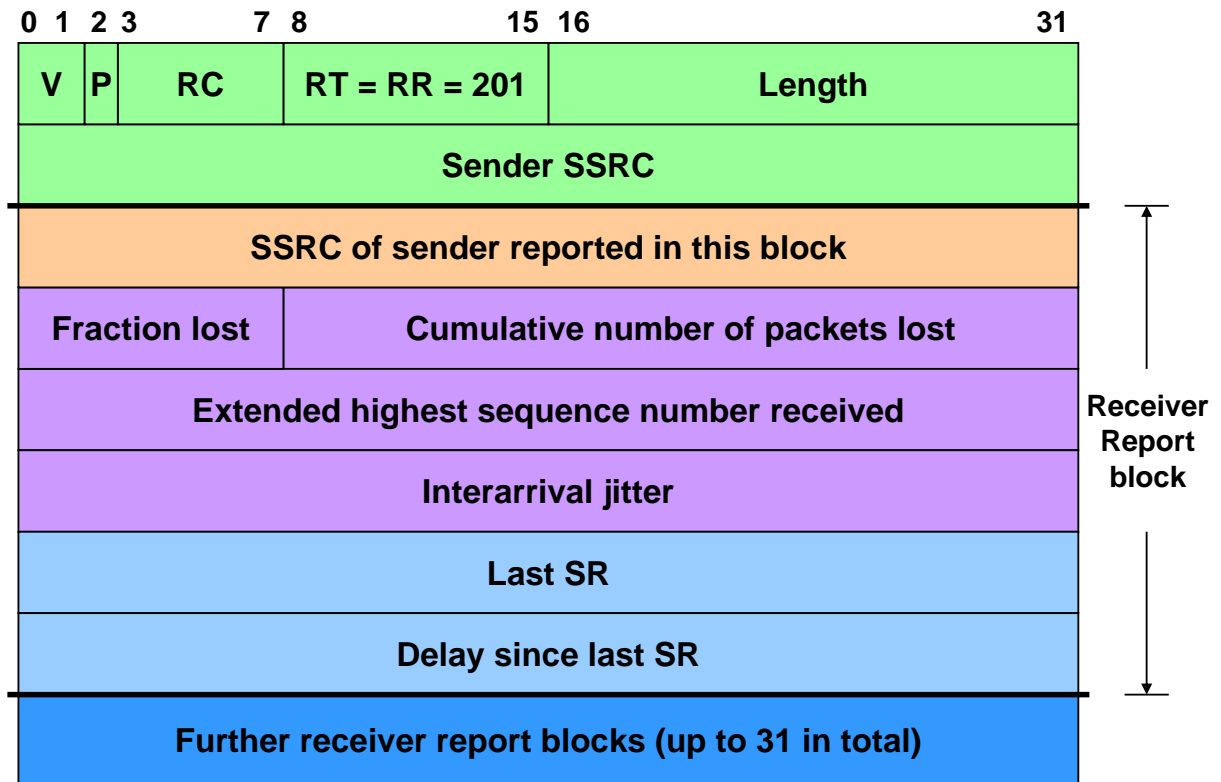 0 1 2 3 7 8 15 16 31
V P RC RT = RR = 201 Length
Sender SSRC
SSRC of sender reported in this block
Fraction lost Cumulative number of packets lost
Extended highest sequence number received
Interarrival jitter
Last SR
Delay since last SR
Further receiver report blocks (up to 31 in total)
Receiver
Report
block